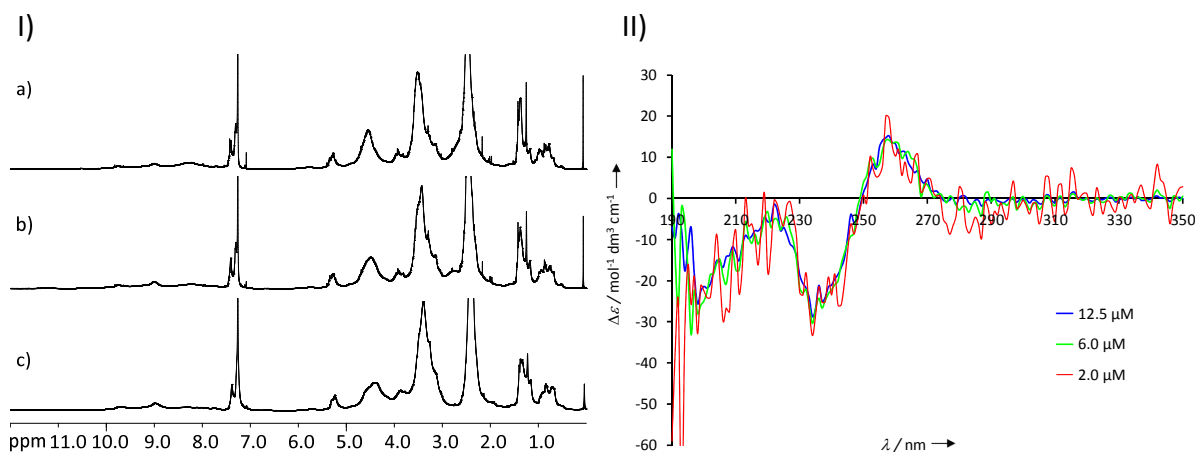 I)
a)
b)
c)
ppm 11.0 10.0 9.0 8.0 7.0 6.0 5.0 4.0 3.0 2.0 1.0
II)
30
20
10
0
190 210 230 250 270 290 310 330 350
-10
-20
-30
-40
-50
-60
Δε / mol⁻¹ dm³ cm⁻¹ →
12.5 µM
6.0 µM
2.0 µM
λ / nm →